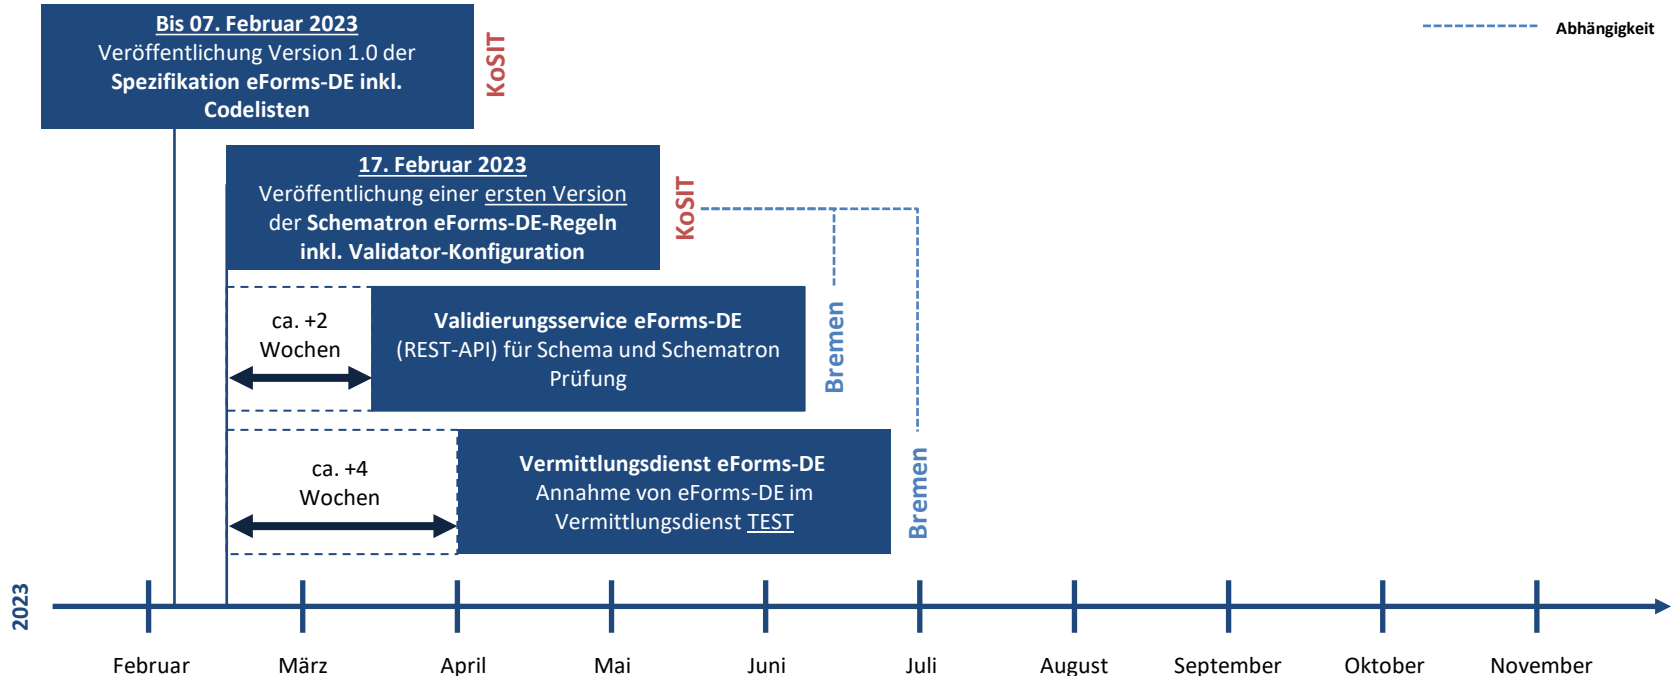 Bis 07. Februar 2023
Veröffentlichung Version 1.0 der
Spezifikation eForms-DE inkl.
Codelisten
KoSIT
Abhängigkeit
17. Februar 2023
Veröffentlichung einer ersten Version
der Schematron eForms-DE-Regeln
inkl. Validator-Konfiguration
KoSIT
ca. +2
Wochen
Validierungsservice eForms-DE
(REST-API) für Schema und Schematron
Prüfung
Bremen
ca. +4
Wochen
Vermittlungsdienst eForms-DE
Annahme von eForms-DE im
Vermittlungsdienst TEST
Bremen
2023
Februar
März
April
Mai
Juni
Juli
August
September
Oktober
November